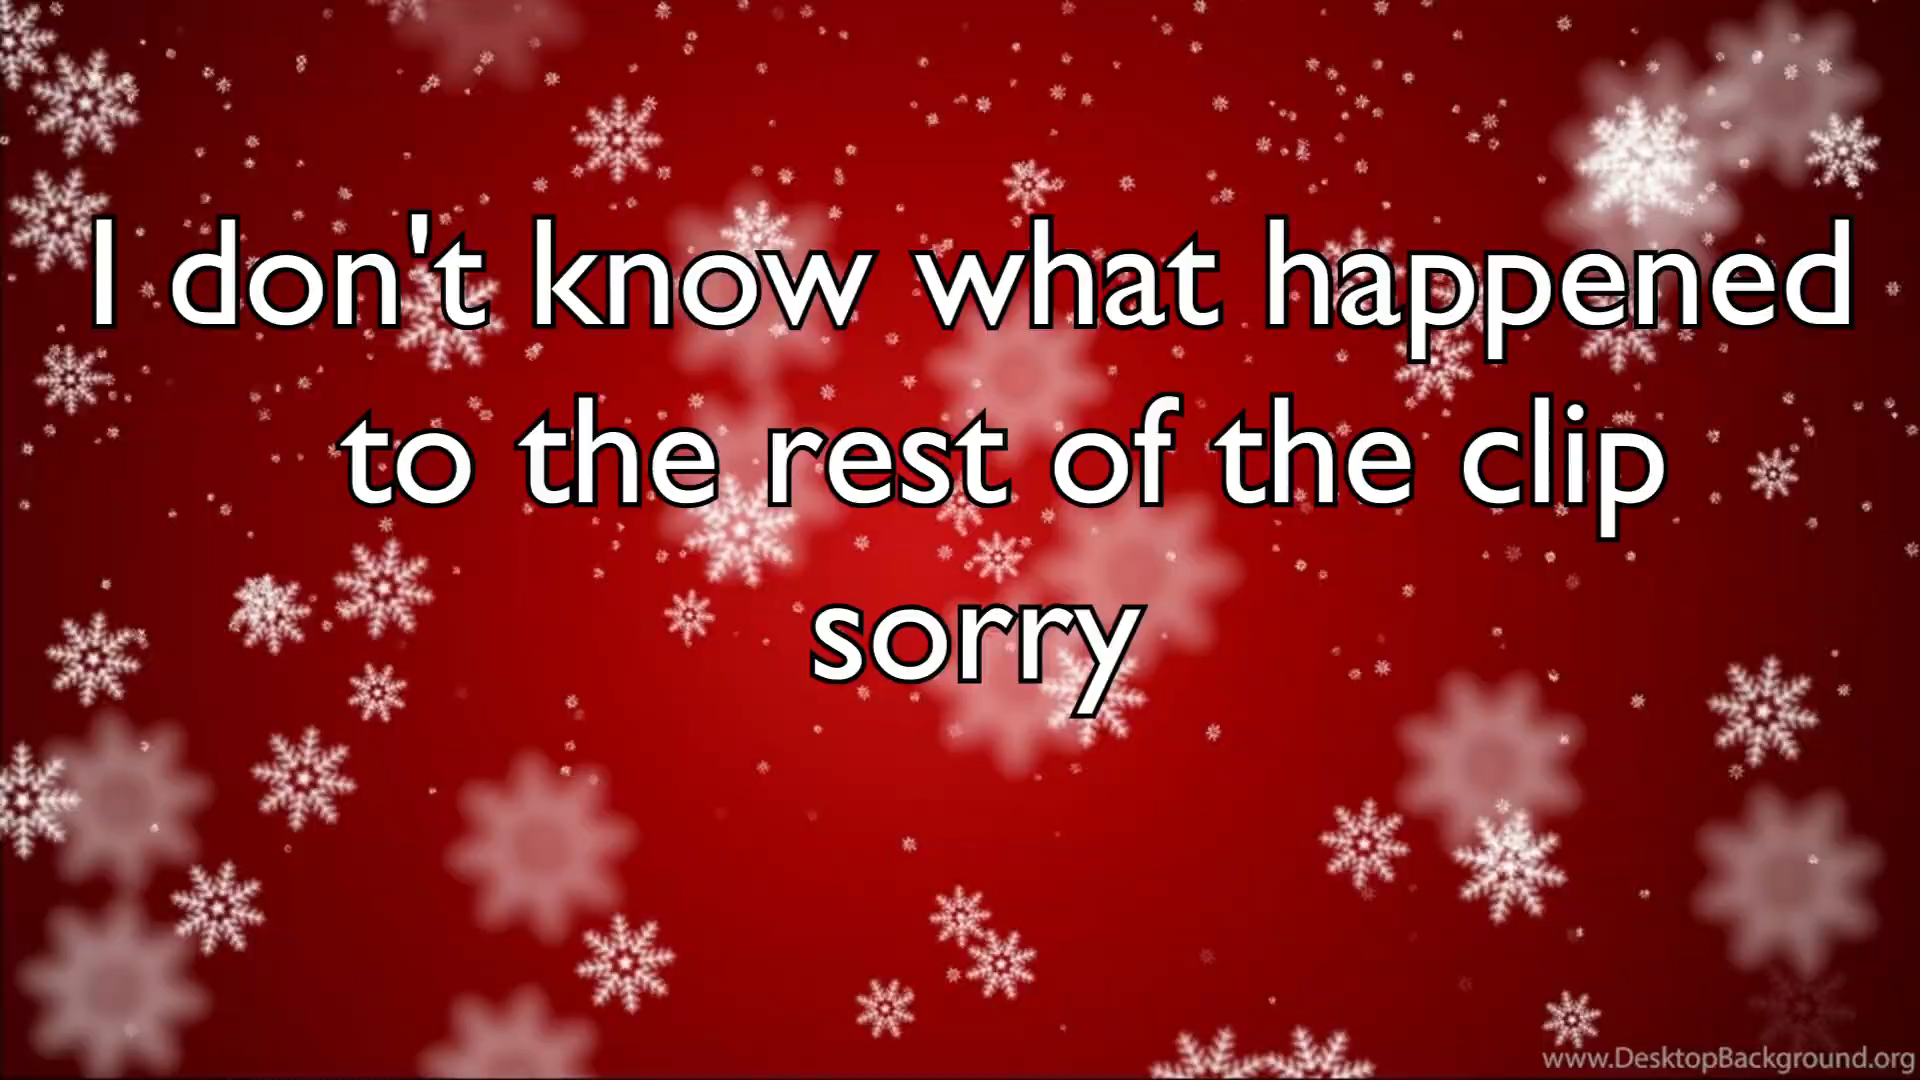 I don't know what happened
to the rest of the clip
sorry
www.DesktopBackground.org